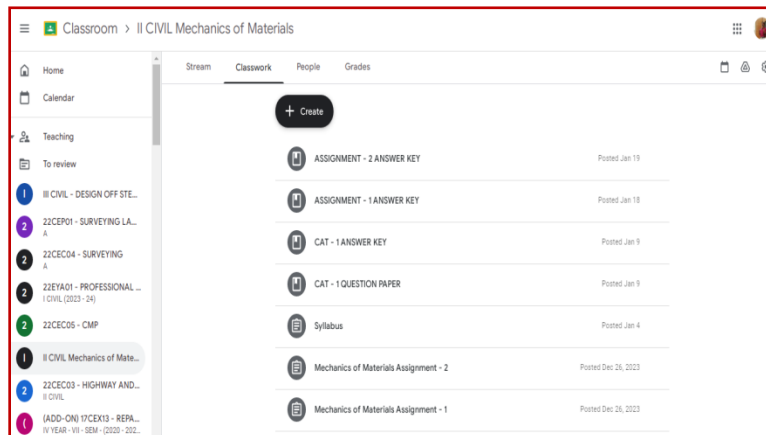 Classroom > II CIVIL Mechanics of Materials
Home
Calendar
Teaching
To review
III CIVIL - DESIGN OFF STE...
22CEP01 - SURVEYING LA...
A
22CEC04 - SURVEYING
A
22EYA01 - PROFESSIONAL ...
I CIVIL (2023 - 24)
22CEC05 - CMP
II CIVIL Mechanics of Mate...
22CEC03 - HIGHWAY AND...
II CIVIL
(ADD-ON) 17CEX13 - REPA...
IV YEAR - VII - SEM - (2020 - 202...
Stream Classwork People Grades
+ Create
ASSIGNMENT - 2 ANSWER KEY Posted Jan 19
ASSIGNMENT - 1 ANSWER KEY Posted Jan 18
CAT - 1 ANSWER KEY Posted Jan 9
CAT - 1 QUESTION PAPER Posted Jan 9
Syllabus Posted Jan 4
Mechanics of Materials Assignment - 2 Posted Dec 26, 2023
Mechanics of Materials Assignment - 1 Posted Dec 26, 2023